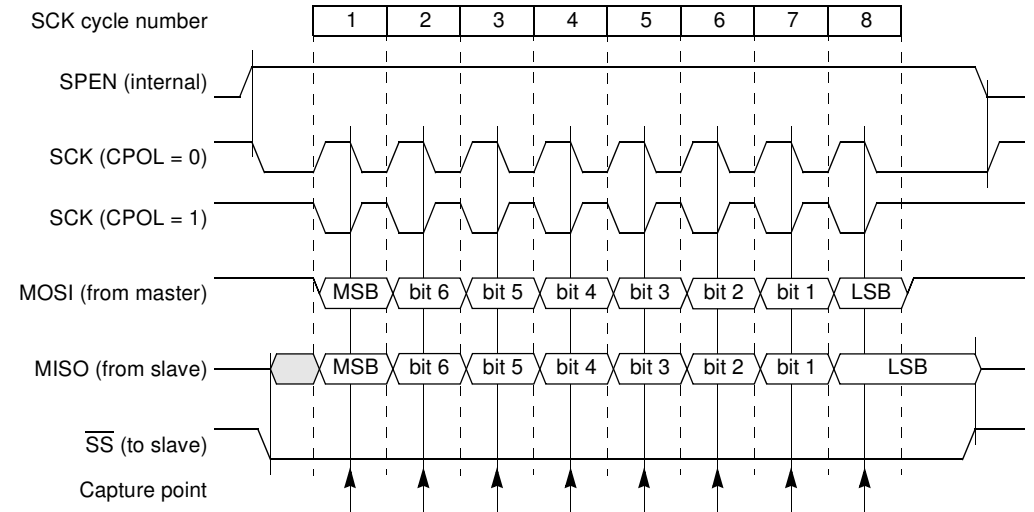 SCK cycle number 1 2 3 4 5 6 7 8
SPEN (internal)
SCK (CPOL = 0)
SCK (CPOL = 1)
MOSI (from master) MSB bit 6 bit 5 bit 4 bit 3 bit 2 bit 1 LSB
MISO (from slave) MSB bit 6 bit 5 bit 4 bit 3 bit 2 bit 1 LSB
S̅S̅ (to slave)
Capture point